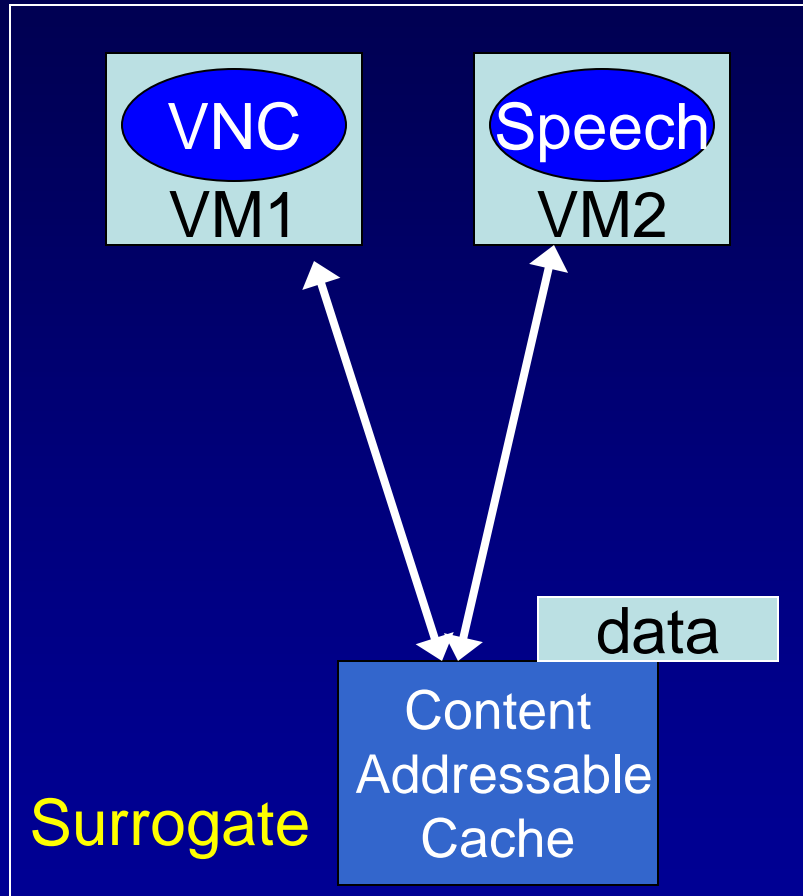 VNC
VM1
Speech
VM2
data
Content
Addressable
Cache
Surrogate